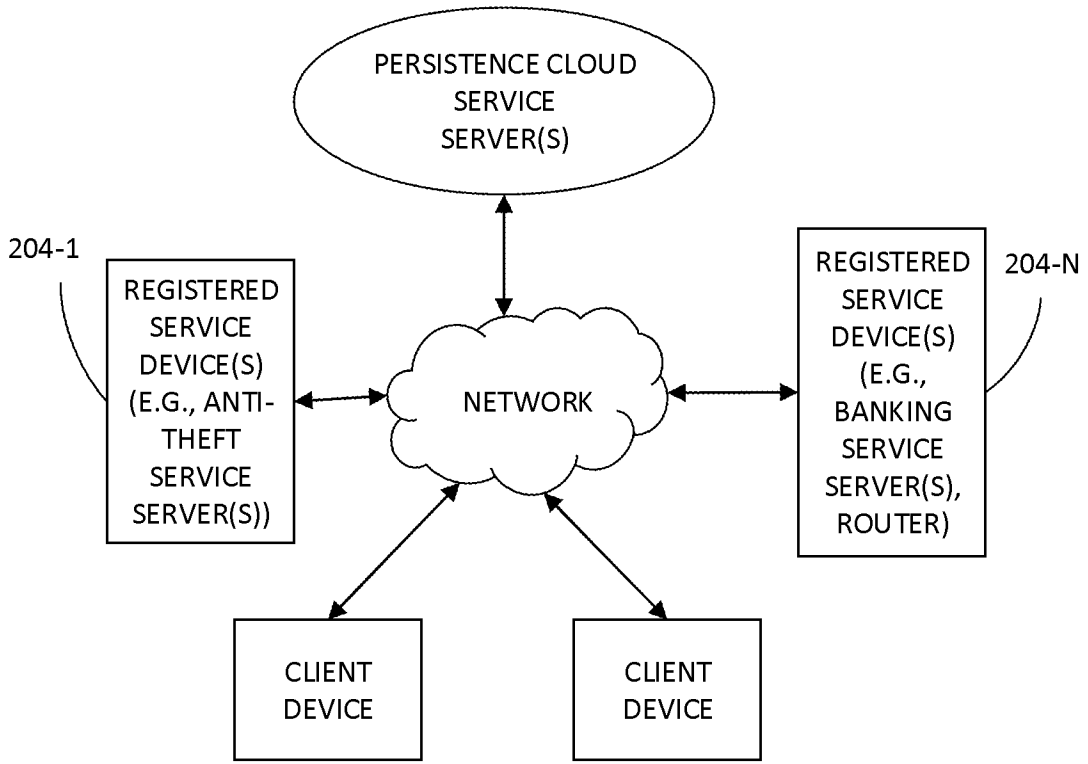 PERSISTENCE CLOUD
SERVICE
SERVER(S)
204-1
REGISTERED
SERVICE
DEVICE(S)
(E.G., ANTI-
THEFT
SERVICE
SERVER(S))
NETWORK
REGISTERED
SERVICE
DEVICE(S)
(E.G.,
BANKING
SERVICE
SERVER(S),
ROUTER)
204-N
CLIENT
DEVICE
CLIENT
DEVICE